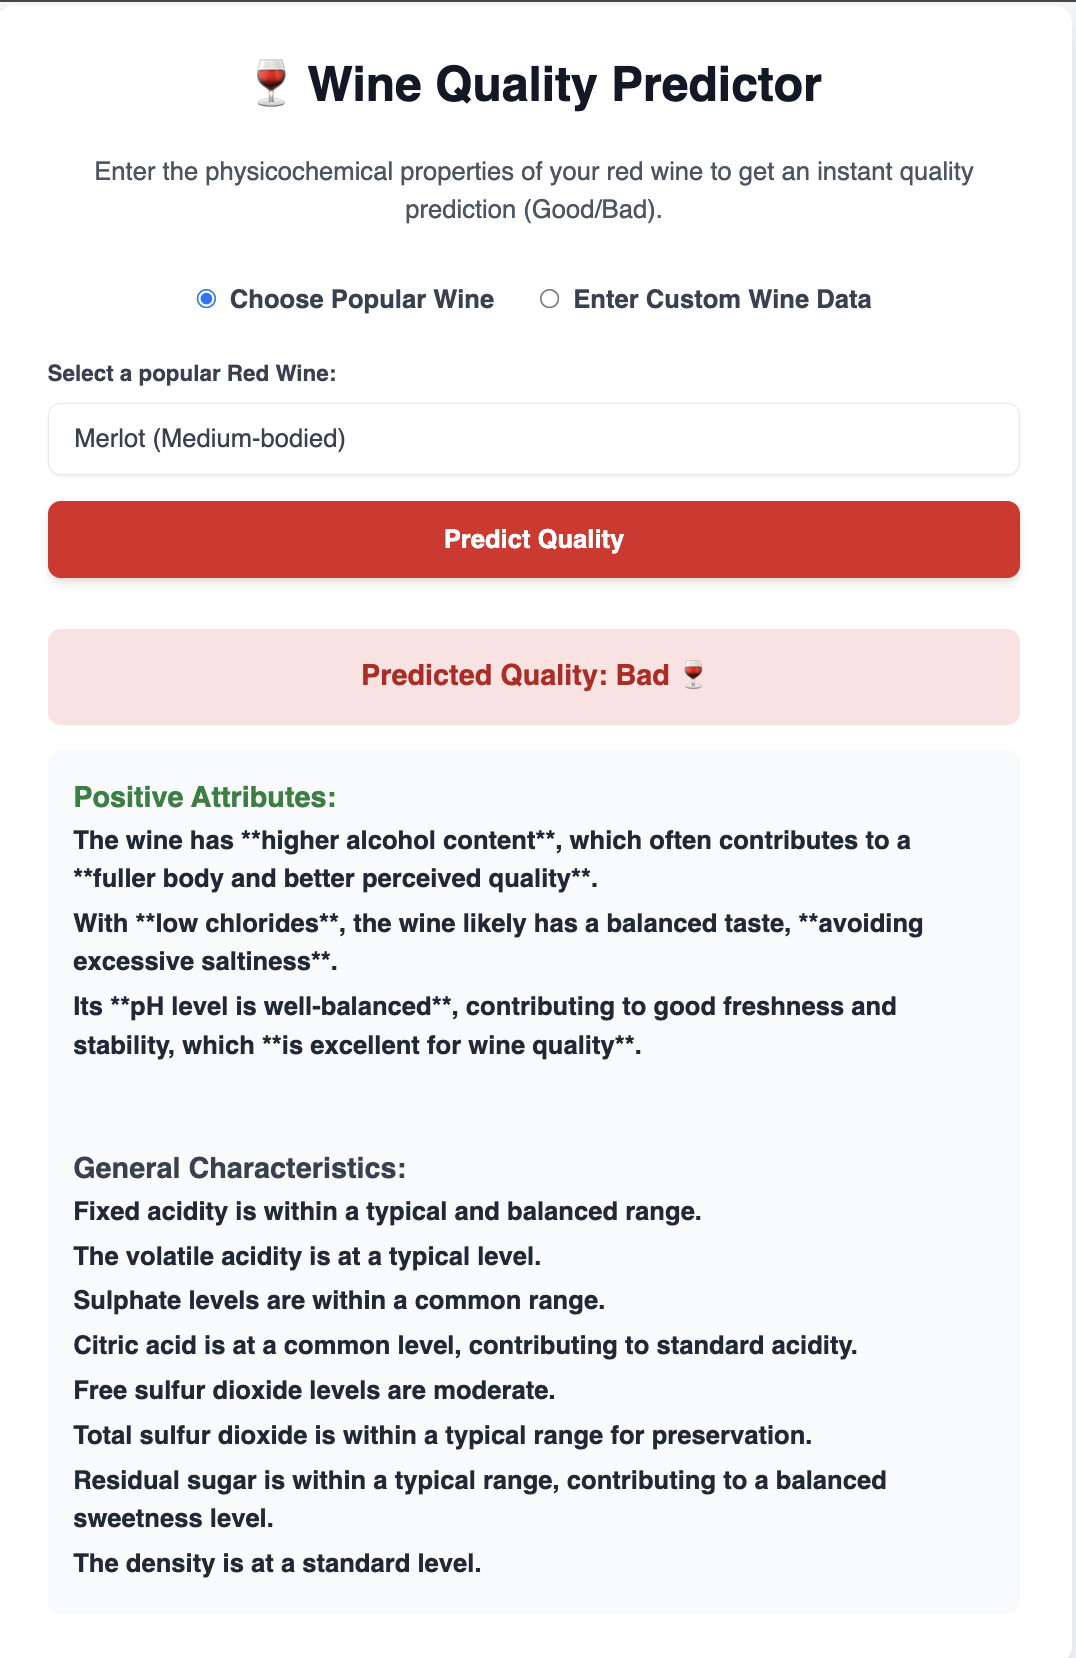 🍷 Wine Quality Predictor
Enter the physicochemical properties of your red wine to get an instant quality
prediction (Good/Bad).
Choose Popular Wine Enter Custom Wine Data
Select a popular Red Wine:
Merlot (Medium-bodied)
Predict Quality
Predicted Quality: Bad 🍷
Positive Attributes:
The wine has **higher alcohol content**, which often contributes to a
**fuller body and better perceived quality**.
With **low chlorides**, the wine likely has a balanced taste, **avoiding
excessive saltiness**.
Its **pH level is well-balanced**, contributing to good freshness and
stability, which **is excellent for wine quality**.
General Characteristics:
Fixed acidity is within a typical and balanced range.
The volatile acidity is at a typical level.
Sulphate levels are within a common range.
Citric acid is at a common level, contributing to standard acidity.
Free sulfur dioxide levels are moderate.
Total sulfur dioxide is within a typical range for preservation.
Residual sugar is within a typical range, contributing to a balanced
sweetness level.
The density is at a standard level.